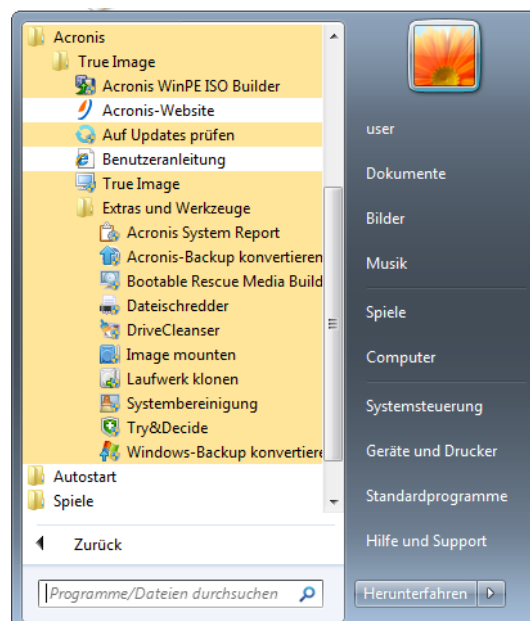 Acronis
True Image
Acronis WinPE ISO Builder
Acronis-Website
Auf Updates prüfen
Benutzeranleitung
True Image
Extras und Werkzeuge
Acronis System Report
Acronis-Backup konvertieren
Bootable Rescue Media Build
Dateischredder
DriveCleanser
Image mounten
Laufwerk klonen
Systembereinigung
Try&Decide
Windows-Backup konvertiere
Autostart
Spiele
Zurück
Programme/Dateien durchsuchen
user
Dokumente
Bilder
Musik
Spiele
Computer
Systemsteuerung
Geräte und Drucker
Standardprogramme
Hilfe und Support
Herunterfahren